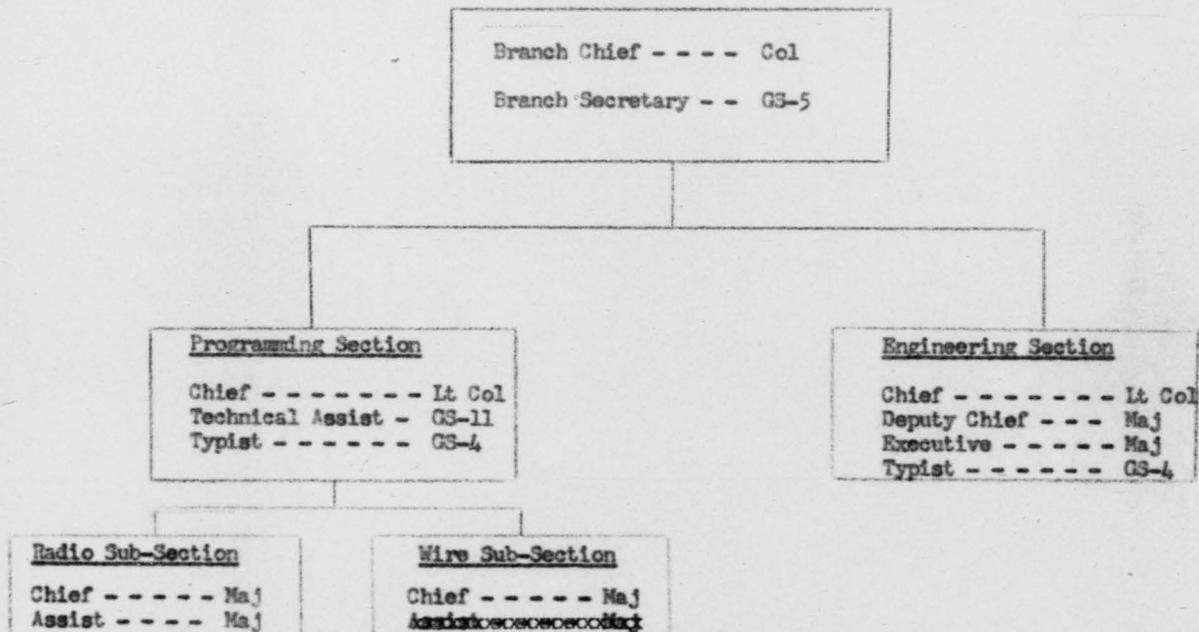 Branch Chief - - - - Col
Branch Secretary - - GS-5
Programming Section
Chief - - - - - - - Lt Col
Technical Assist - GS-11
Typist - - - - - - GS-4
Engineering Section
Chief - - - - - - - Lt Col
Deputy Chief - - - Maj
Executive - - - - - Maj
Typist - - - - - - GS-4
Radio Sub-Section
Chief - - - - - Maj
Assist - - - - Maj
Wire Sub-Section
Chief - - - - - Maj